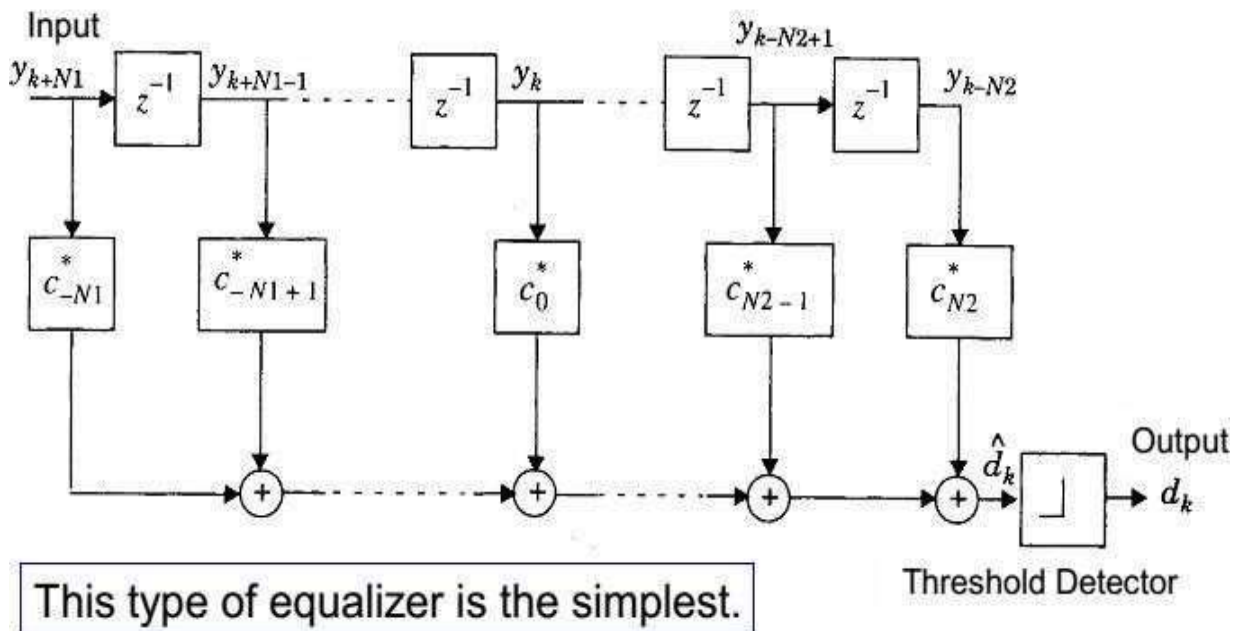 Input
y_{k+N1}
z^{-1}
y_{k+N1-1}
z^{-1}
y_k
z^{-1}
y_{k-N2+1}
z^{-1}
y_{k-N2}
c^*_{-N1}
c^*_{-N1+1}
c^*_0
c^*_{N2-1}
c^*_{N2}
+
+
+
+
\hat{d}_k
Output
d_k
Threshold Detector
This type of equalizer is the simplest.